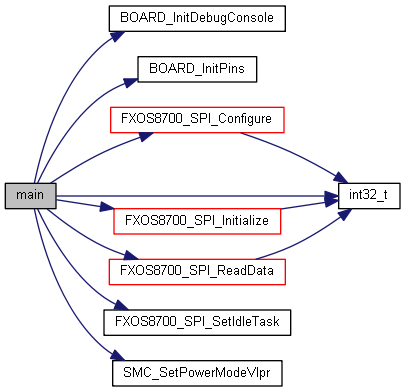 BOARD_InitDebugConsole
BOARD_InitPins
FXOS8700_SPI_Configure
main
int32_t
FXOS8700_SPI_Initialize
FXOS8700_SPI_ReadData
FXOS8700_SPI_SetIdleTask
SMC_SetPowerModeVlpr